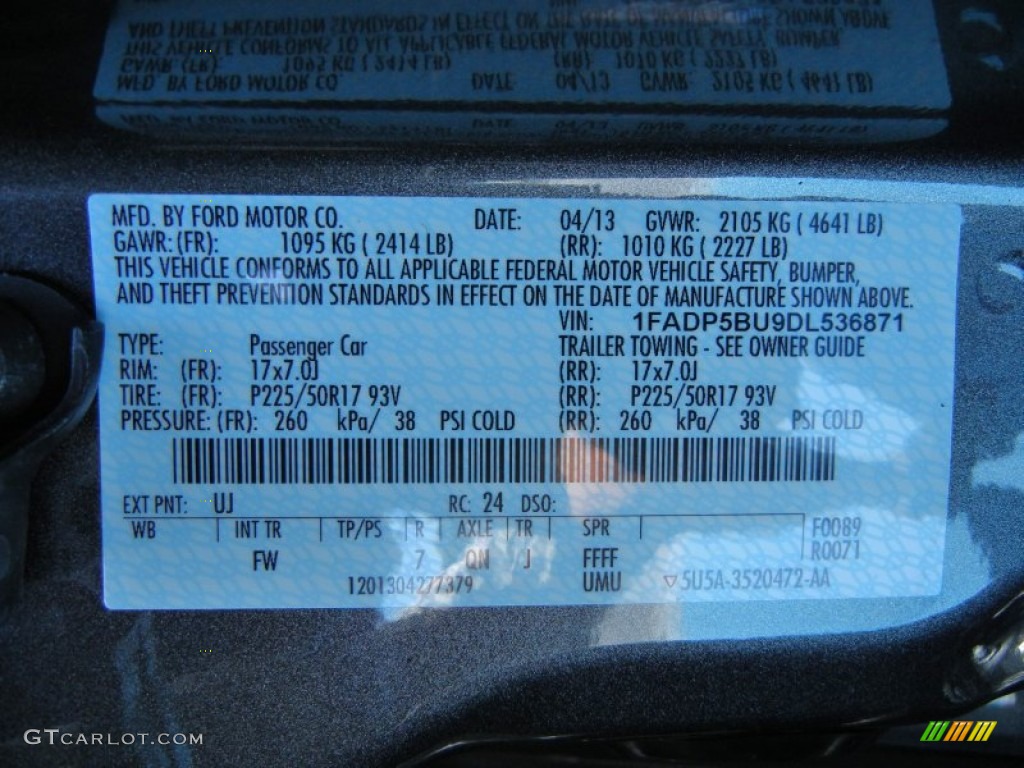 MFD. BY FORD MOTOR CO. DATE: 04/13 GVWR: 2105 KG ( 4641 LB)
GAWR: (FR): 1095 KG ( 2414 LB) (RR): 1010 KG ( 2227 LB)
THIS VEHICLE CONFORMS TO ALL APPLICABLE FEDERAL MOTOR VEHICLE SAFETY, BUMPER,
AND THEFT PREVENTION STANDARDS IN EFFECT ON THE DATE OF MANUFACTURE SHOWN ABOVE.
VIN: 1FADP5BU9DL536871
TYPE: Passenger Car TRAILER TOWING - SEE OWNER GUIDE
RIM: (FR): 17x7.0J (RR): 17x7.0J
TIRE: (FR): P225/50R17 93V (RR): P225/50R17 93V
PRESSURE: (FR): 260 kPa/ 38 PSI COLD (RR): 260 kPa/ 38 PSI COLD
EXT PNT: UJ RC: 24 DSO:
WB INT TR TP/PS R AXLE TR SPR F0089
FW 7 QN J FFFF R0071
1201304277379 UMU ▽5U5A-3520472-AA
GTCARLOT.COM